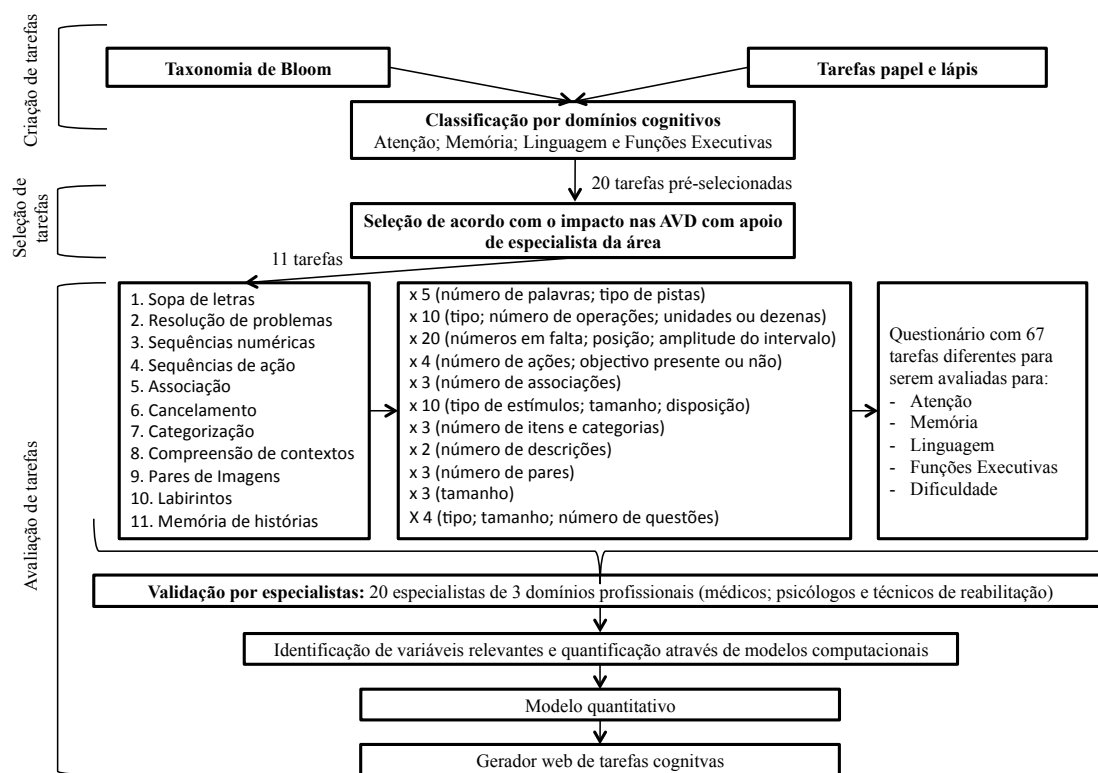 Criação de tarefas
Taxonomia de Bloom
Tarefas papel e lápis
Classificação por domínios cognitivos
Atenção; Memória; Linguagem e Funções Executivas
20 tarefas pré-selecionadas
Seleção de
tarefas
Seleção de acordo com o impacto nas AVD com apoio
de especialista da área
11 tarefas
Avaliação de tarefas
1. Sopa de letras
2. Resolução de problemas
3. Sequências numéricas
4. Sequências de ação
5. Associação
6. Cancelamento
7. Categorização
8. Compreensão de contextos
9. Pares de Imagens
10. Labirintos
11. Memória de histórias
x 5 (número de palavras; tipo de pistas)
x 10 (tipo; número de operações; unidades ou dezenas)
x 20 (números em falta; posição; amplitude do intervalo)
x 4 (número de ações; objectivo presente ou não)
x 3 (número de associações)
x 10 (tipo de estímulos; tamanho; disposição)
x 3 (número de itens e categorias)
x 2 (número de descrições)
x 3 (número de pares)
x 3 (tamanho)
X 4 (tipo; tamanho; número de questões)
Questionário com 67
tarefas diferentes para
serem avaliadas para:
- Atenção
- Memória
- Linguagem
- Funções Executivas
- Dificuldade
Validação por especialistas: 20 especialistas de 3 domínios profissionais (médicos; psicólogos e técnicos de reabilitação)
Identificação de variáveis relevantes e quantificação através de modelos computacionais
Modelo quantitativo
Gerador web de tarefas cognitvas